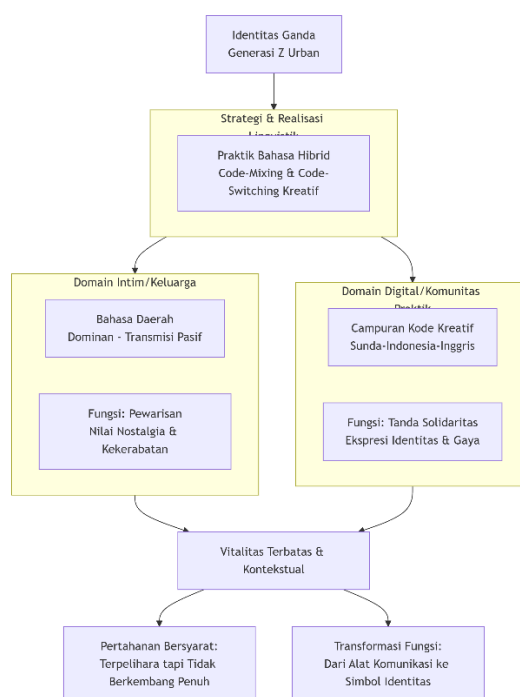 Identitas Ganda
Generasi Z Urban
Strategi & Realisasi
Linguistik
Praktik Bahasa Hibrid
Code-Mixing & Code-
Switching Kreatif
Domain Intim/Keluarga
Bahasa Daerah
Dominan - Transmisi Pasif
Fungsi: Pewarisan
Nilai Nostalgia &
Kekerabatan
Domain Digital/Komunitas
Praktik
Campuran Kode Kreatif
Sunda-Indonesia-Inggris
Fungsi: Tanda Solidaritas
Ekspresi Identitas & Gaya
Vitalitas Terbatas &
Kontekstual
Pertahanan Bersyarat:
Terpelihara tapi Tidak
Berkembang Penuh
Transformasi Fungsi:
Dari Alat Komunikasi ke
Simbol Identitas